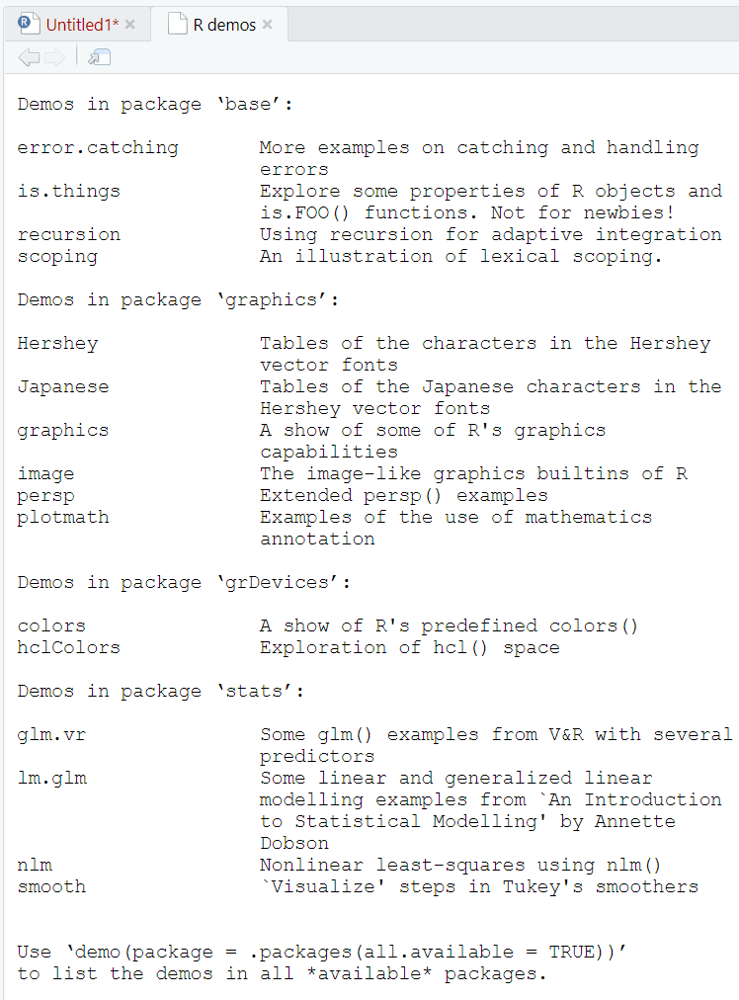 Untitled1*
R demos
Demos in package ‘base’:
error.catching More examples on catching and handling
errors
is.things Explore some properties of R objects and
is.FOO() functions. Not for newbies!
recursion Using recursion for adaptive integration
scoping An illustration of lexical scoping.
Demos in package ‘graphics’:
Hershey Tables of the characters in the Hershey
vector fonts
Japanese Tables of the Japanese characters in the
Hershey vector fonts
graphics A show of some of R's graphics
capabilities
image The image-like graphics builtins of R
persp Extended persp() examples
plotmath Examples of the use of mathematics
annotation
Demos in package ‘grDevices’:
colors A show of R's predefined colors()
hclColors Exploration of hcl() space
Demos in package ‘stats’:
glm.vr Some glm() examples from V&R with several
predictors
lm.glm Some linear and generalized linear
modelling examples from `An Introduction
to Statistical Modelling' by Annette
Dobson
nlm Nonlinear least-squares using nlm()
smooth `Visualize' steps in Tukey's smoothers
Use ‘demo(package = .packages(all.available = TRUE))’
to list the demos in all *available* packages.